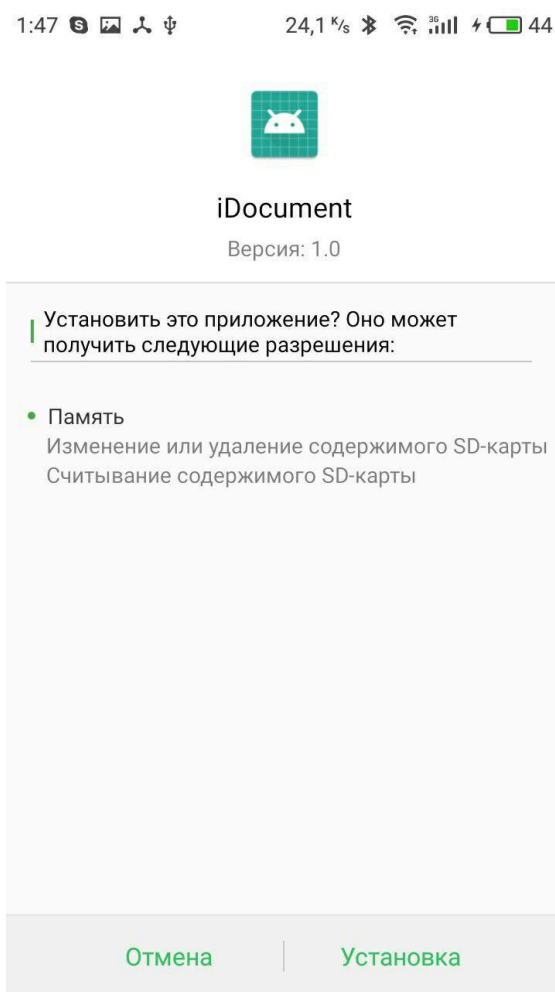 1:47 24,1 K/s 3G 44
iDocument
Версия: 1.0
Установить это приложение? Оно может
получить следующие разрешения:
Память
Изменение или удаление содержимого SD-карты
Считывание содержимого SD-карты
Отмена Установка